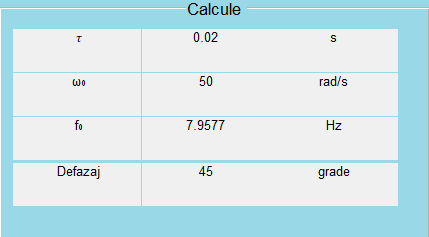 Calcule
τ 0.02 s
ω₀ 50 rad/s
f₀ 7.9577 Hz
Defazaj 45 grade